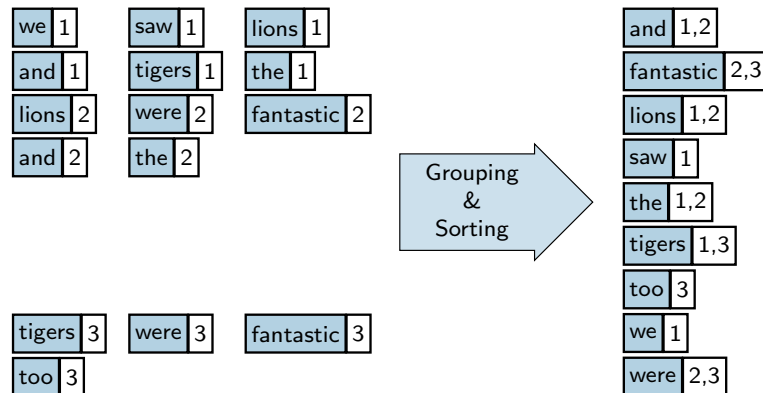 we 1 saw 1 lions 1
and 1 tigers 1 the 1
lions 2 were 2 fantastic 2
and 2 the 2
tigers 3 were 3 fantastic 3
too 3
Grouping
&
Sorting
and 1,2
fantastic 2,3
lions 1,2
saw 1
the 1,2
tigers 1,3
too 3
we 1
were 2,3